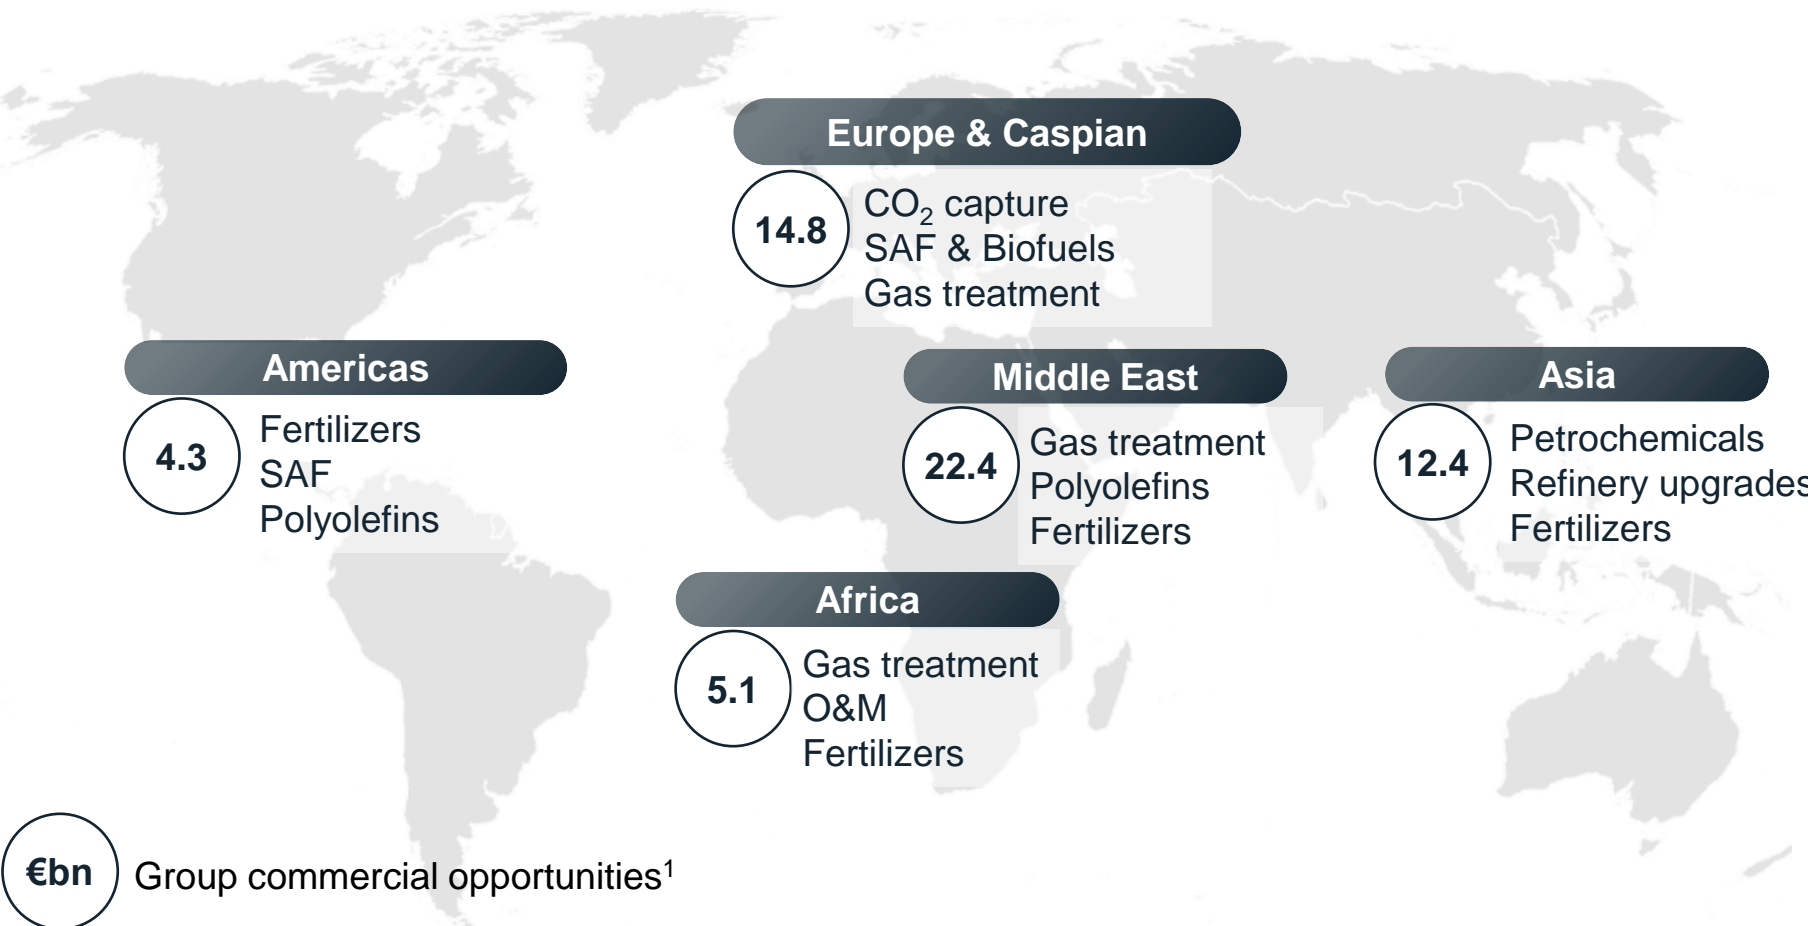 Europe & Caspian
14.8
CO₂ capture
SAF & Biofuels
Gas treatment
Americas
4.3
Fertilizers
SAF
Polyolefins
Middle East
22.4
Gas treatment
Polyolefins
Fertilizers
Asia
12.4
Petrochemicals
Refinery upgrades
Fertilizers
Africa
5.1
Gas treatment
O&M
Fertilizers
€bn
Group commercial opportunities¹